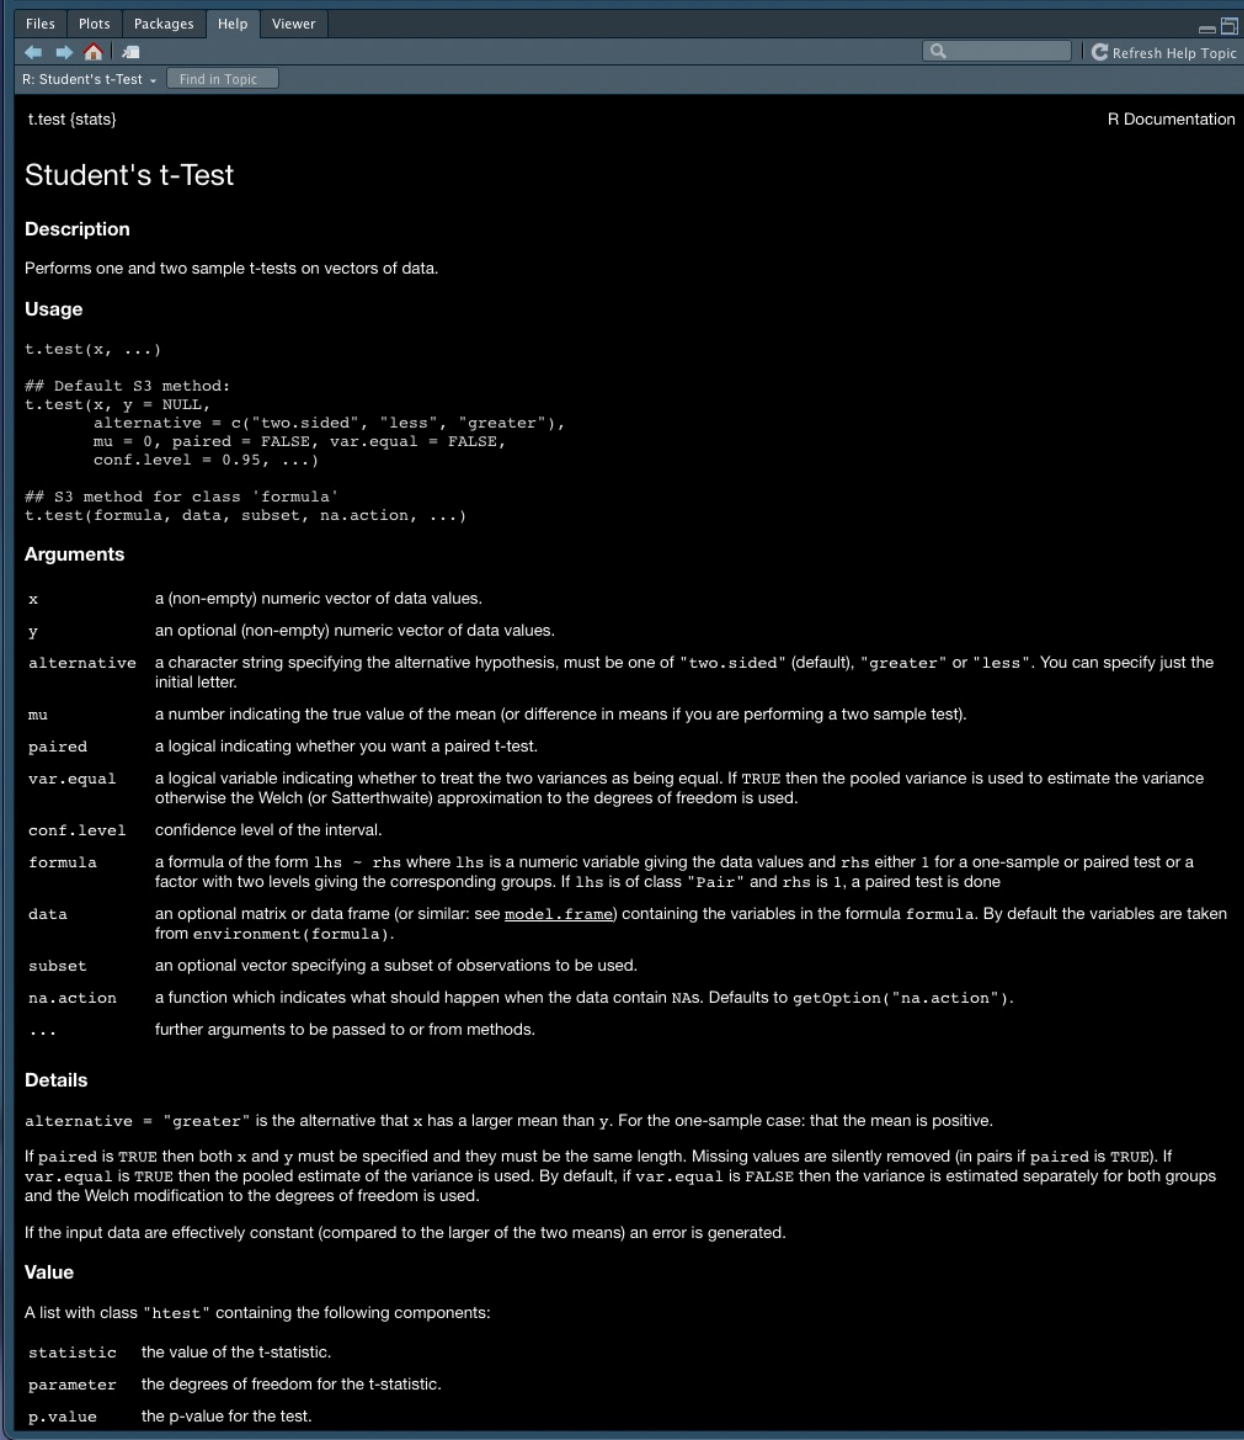 Files Plots Packages Help Viewer
Refresh Help Topic
R: Student's t-Test Find in Topic
t.test {stats} R Documentation
Student's t-Test
Description
Performs one and two sample t-tests on vectors of data.
Usage
t.test(x, ...)
## Default S3 method:
t.test(x, y = NULL,
alternative = c("two.sided", "less", "greater"),
mu = 0, paired = FALSE, var.equal = FALSE,
conf.level = 0.95, ...)
## S3 method for class 'formula'
t.test(formula, data, subset, na.action, ...)
Arguments
x a (non-empty) numeric vector of data values.
y an optional (non-empty) numeric vector of data values.
alternative a character string specifying the alternative hypothesis, must be one of "two.sided" (default), "greater" or "less". You can specify just the
initial letter.
mu a number indicating the true value of the mean (or difference in means if you are performing a two sample test).
paired a logical indicating whether you want a paired t-test.
var.equal a logical variable indicating whether to treat the two variances as being equal. If TRUE then the pooled variance is used to estimate the variance
otherwise the Welch (or Satterthwaite) approximation to the degrees of freedom is used.
conf.level confidence level of the interval.
formula a formula of the form lhs ~ rhs where lhs is a numeric variable giving the data values and rhs either 1 for a one-sample or paired test or a
factor with two levels giving the corresponding groups. If lhs is of class "Pair" and rhs is 1, a paired test is done
data an optional matrix or data frame (or similar: see model.frame) containing the variables in the formula formula. By default the variables are taken
from environment(formula).
subset an optional vector specifying a subset of observations to be used.
na.action a function which indicates what should happen when the data contain NAs. Defaults to getOption("na.action").
... further arguments to be passed to or from methods.
Details
alternative = "greater" is the alternative that x has a larger mean than y. For the one-sample case: that the mean is positive.
If paired is TRUE then both x and y must be specified and they must be the same length. Missing values are silently removed (in pairs if paired is TRUE). If
var.equal is TRUE then the pooled estimate of the variance is used. By default, if var.equal is FALSE then the variance is estimated separately for both groups
and the Welch modification to the degrees of freedom is used.
If the input data are effectively constant (compared to the larger of the two means) an error is generated.
Value
A list with class "htest" containing the following components:
statistic the value of the t-statistic.
parameter the degrees of freedom for the t-statistic.
p.value the p-value for the test.